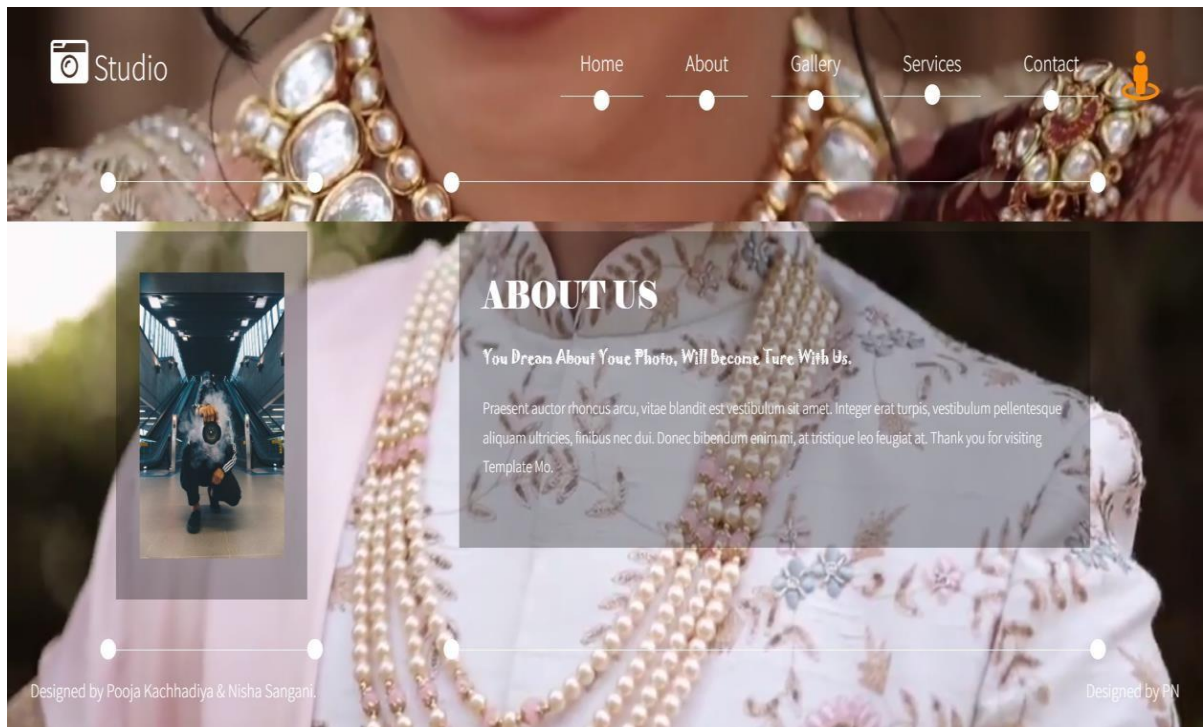 Studio
Home About Gallery Services Contact
ABOUT US
You Dream About Youe Photo, Will Become Ture With Us.
Praesent auctor rhoncus arcu, vitae blandit est vestibulum sit amet. Integer erat turpis, vestibulum pellentesque
aliquam ultricies, finibus nec dui. Donec bibendum enim mi, at tristique leo feugiat at. Thank you for visiting
Template Mo.
Designed by Pooja Kachhadiya & Nisha Sangani.
Designed by PN